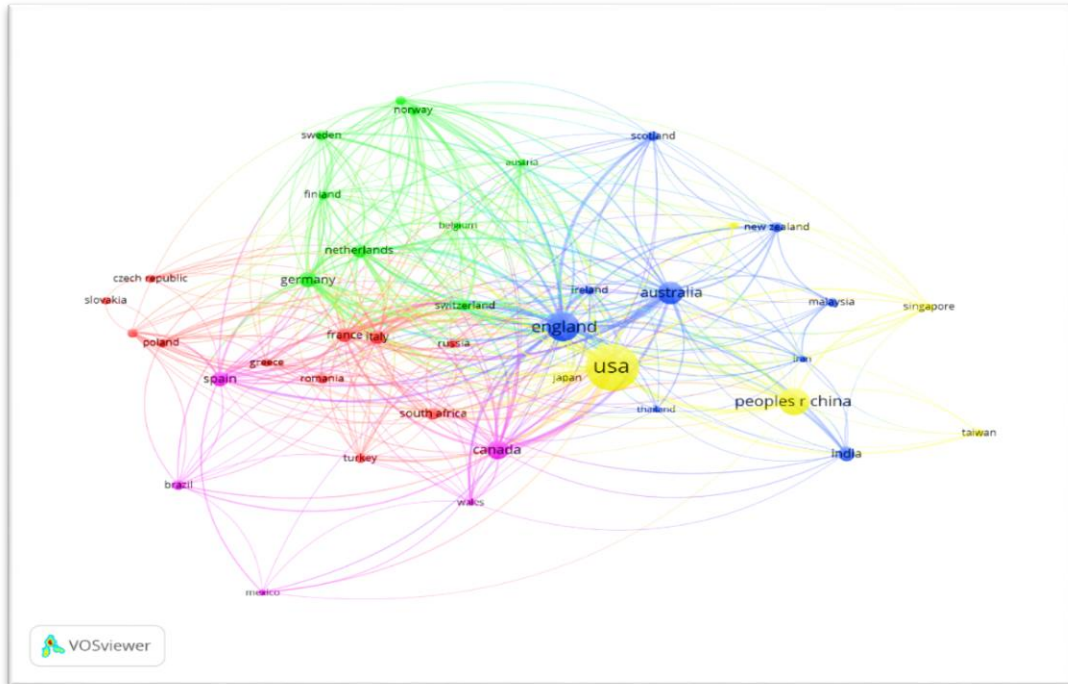 norway
sweden
scotland
austria
finland
belgium
new zealand
netherlands
czech republic
germany
ireland
australia
slovakia
switzerland
malaysia
singapore
england
france
italy
poland
russia
iran
greece
usa
spain
romania
japan
peoples r china
south africa
thailand
taiwan
canada
india
turkey
brazil
wales
mexico
VOSviewer